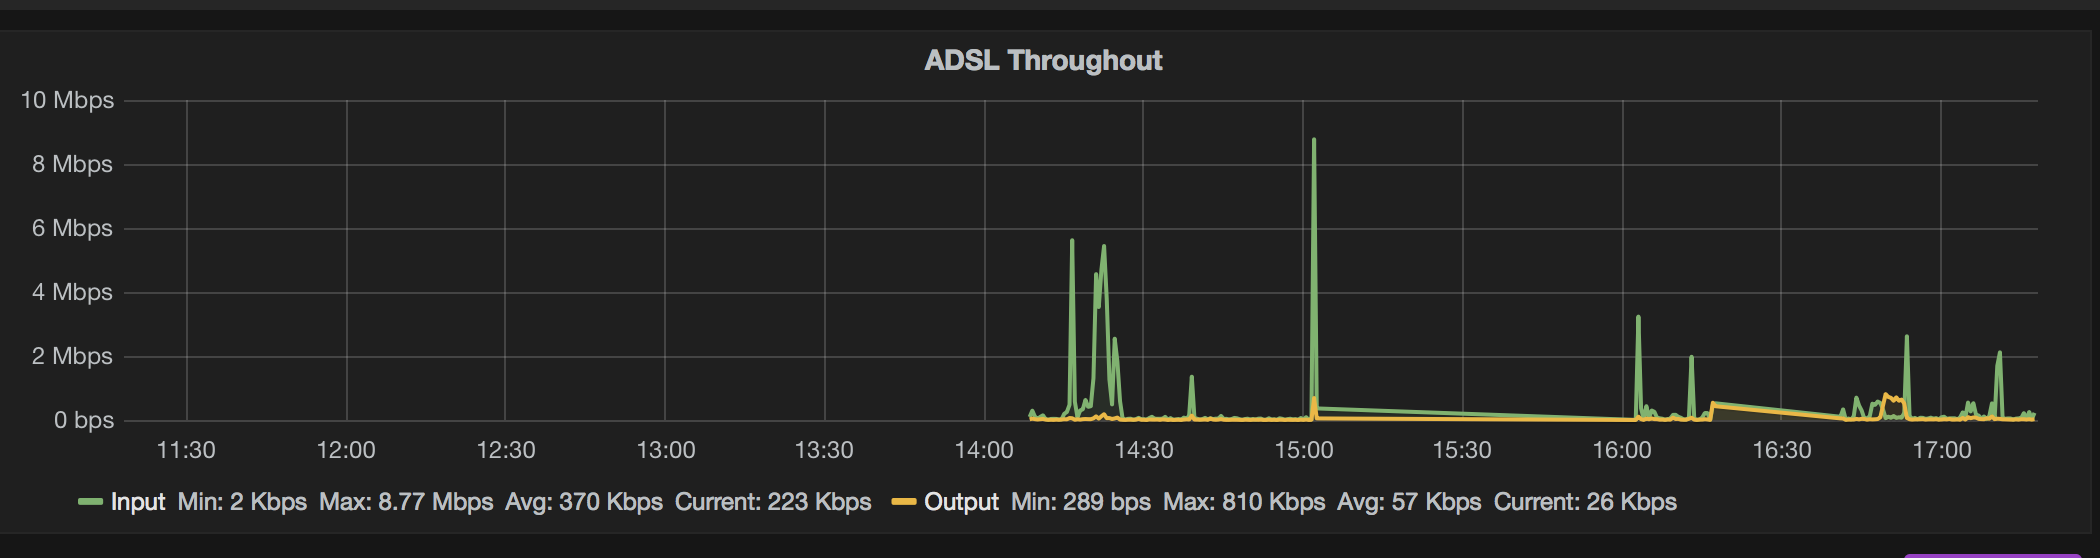 ADSL Throughout
10 Mbps
8 Mbps
6 Mbps
4 Mbps
2 Mbps
0 bps
11:30 12:00 12:30 13:00 13:30 14:00 14:30 15:00 15:30 16:00 16:30 17:00
Input Min: 2 Kbps Max: 8.77 Mbps Avg: 370 Kbps Current: 223 Kbps Output Min: 289 bps Max: 810 Kbps Avg: 57 Kbps Current: 26 Kbps